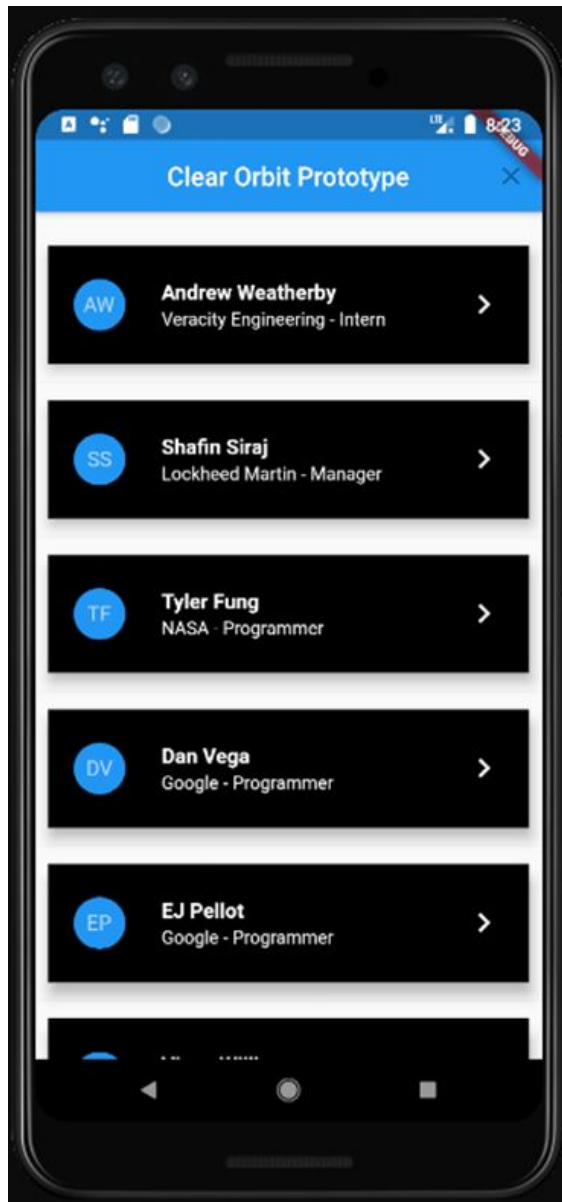 LTE
8:23
DEBUG
Clear Orbit Prototype
AW
Andrew Weatherby
Veracity Engineering - Intern
SS
Shafin Siraj
Lockheed Martin - Manager
TF
Tyler Fung
NASA - Programmer
DV
Dan Vega
Google - Programmer
EP
EJ Pellot
Google - Programmer